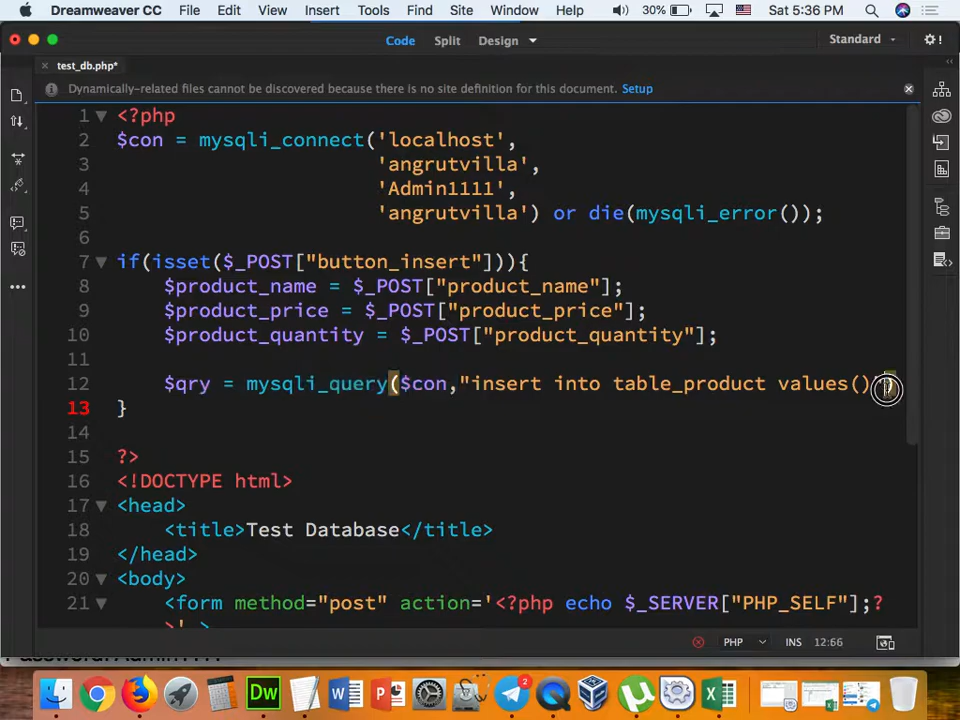 Dreamweaver CC File Edit View Insert Tools Find Site Window Help 30% Sat 5:36 PM
Code Split Design Standard
test_db.php*
Dynamically-related files cannot be discovered because there is no site definition for this document. Setup
1 <?php
2 $con = mysqli_connect('localhost',
3 'angrutvilla',
4 'Admin1111',
5 'angrutvilla') or die(mysqli_error());
6
7 if(isset($_POST["button_insert"])){
8 $product_name = $_POST["product_name"];
9 $product_price = $_POST["product_price"];
10 $product_quantity = $_POST["product_quantity"];
11
12 $qry = mysqli_query($con,"insert into table_product values()"
13 }
14
15 ?>
16 <!DOCTYPE html>
17 <head>
18 <title>Test Database</title>
19 </head>
20 <body>
21 <form method="post" action='<?php echo $_SERVER["PHP_SELF"];?
>' >
PHP INS 12:66
Dw 2